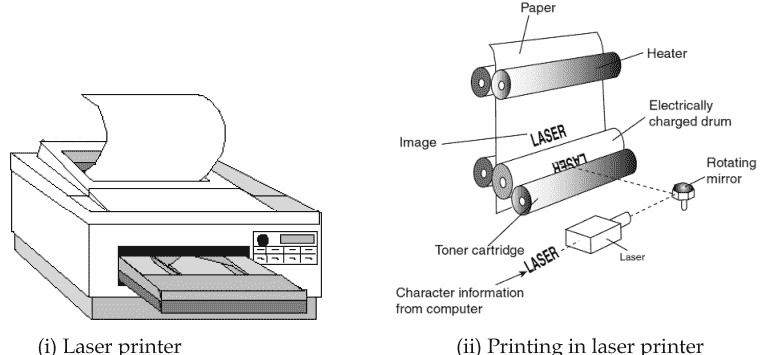 Paper
Heater
Electrically
charged drum
Image
LASER
LASER
Rotating
mirror
Toner cartridge
Laser
LASER
Character information
from computer
(i) Laser printer
(ii) Printing in laser printer